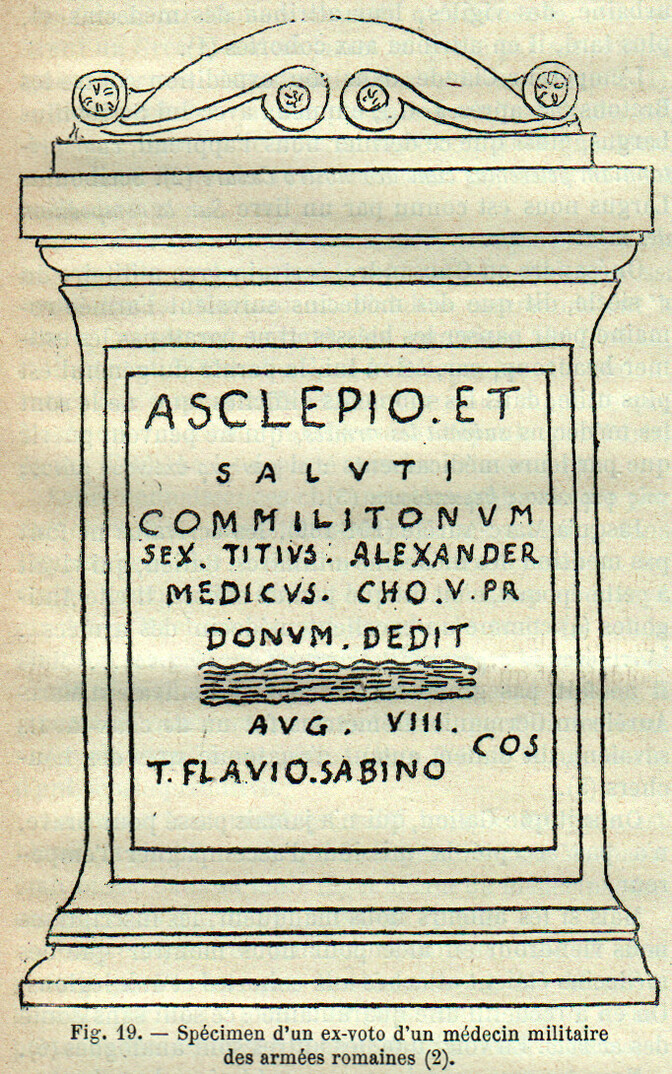 ASCLEPIO. ET
SALVTI
COMMILITONVM
SEX. TITIVS. ALEXANDER
MEDICVS. CHO. V. PR
DONVM. DEDIT
AVG. VIII.
COS
T. FLAVIO. SABINO
Fig. 19. — Spécimen d'un ex-voto d'un médecin militaire
des armées romaines (2).